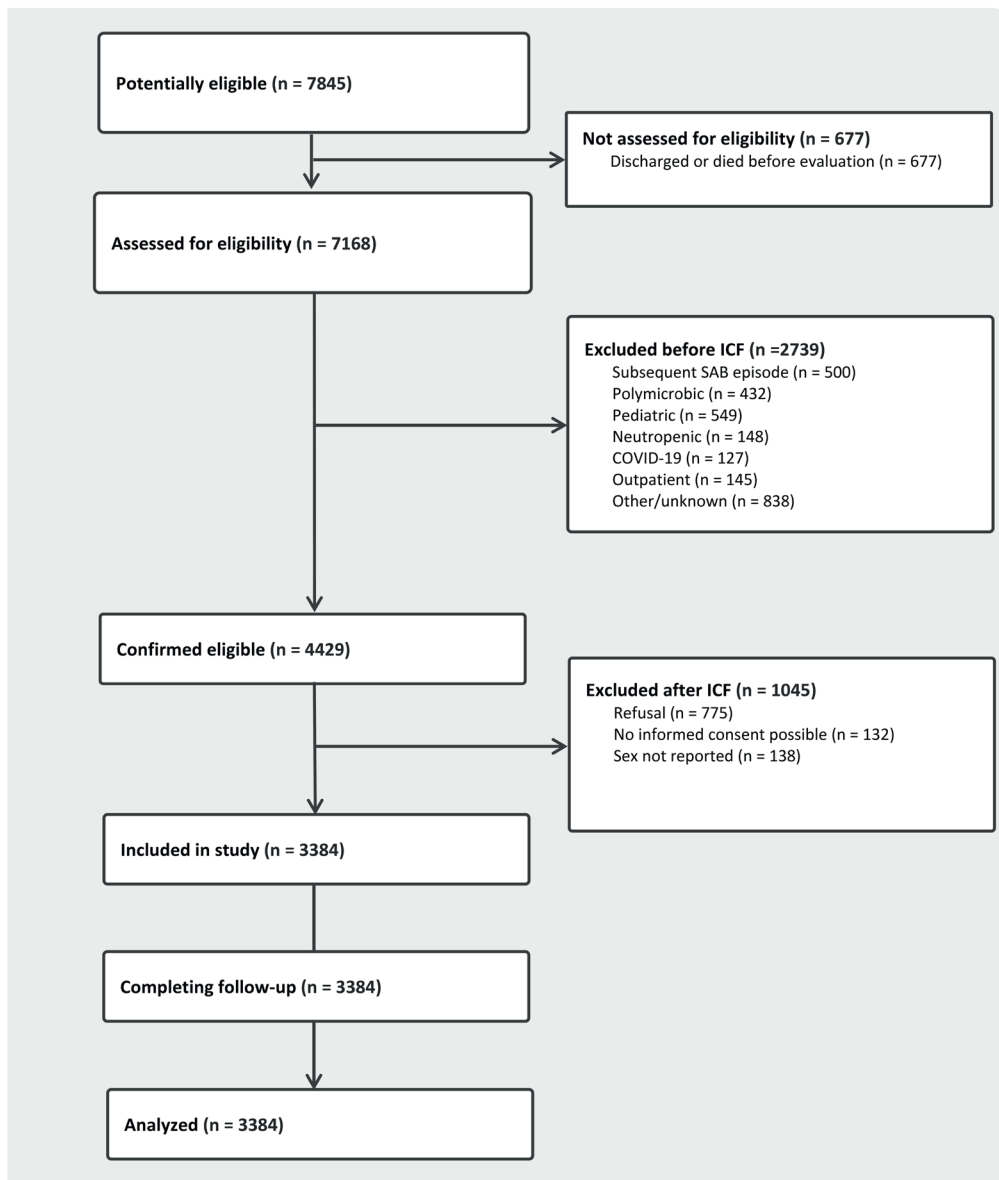 Potentially eligible (n = 7845)
Not assessed for eligibility (n = 677)
Discharged or died before evaluation (n = 677)
Assessed for eligibility (n = 7168)
Excluded before ICF (n =2739)
Subsequent SAB episode (n = 500)
Polymicrobic (n = 432)
Pediatric (n = 549)
Neutropenic (n = 148)
COVID-19 (n = 127)
Outpatient (n = 145)
Other/unknown (n = 838)
Confirmed eligible (n = 4429)
Excluded after ICF (n = 1045)
Refusal (n = 775)
No informed consent possible (n = 132)
Sex not reported (n = 138)
Included in study (n = 3384)
Completing follow-up (n = 3384)
Analyzed (n = 3384)